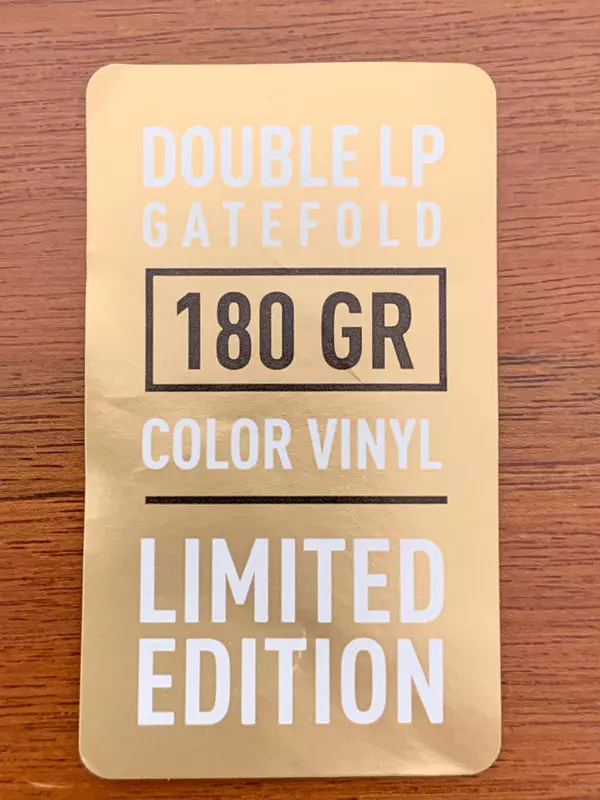 DOUBLE LP
GATEFOLD
180 GR
COLOR VINYL
LIMITED
EDITION